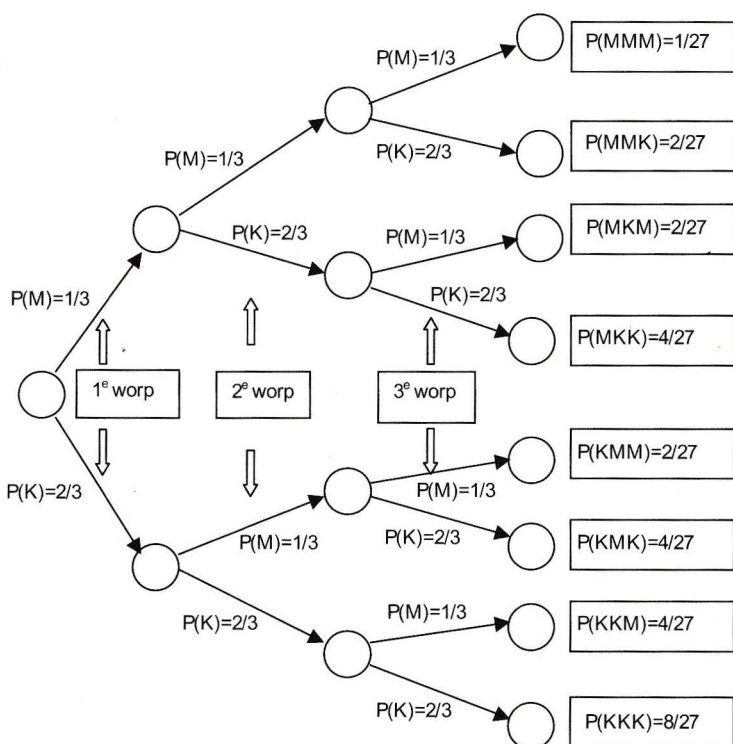 P(M)=1/3
P(MMM)=1/27
P(K)=2/3
P(MMK)=2/27
P(M)=1/3
P(K)=2/3
P(M)=1/3
P(MKM)=2/27
P(M)=1/3
P(K)=2/3
P(MKK)=4/27
1e worp
2e worp
3e worp
P(KMM)=2/27
P(K)=2/3
P(M)=1/3
P(M)=1/3
P(K)=2/3
P(KMK)=4/27
P(K)=2/3
P(M)=1/3
P(KKM)=4/27
P(K)=2/3
P(KKK)=8/27